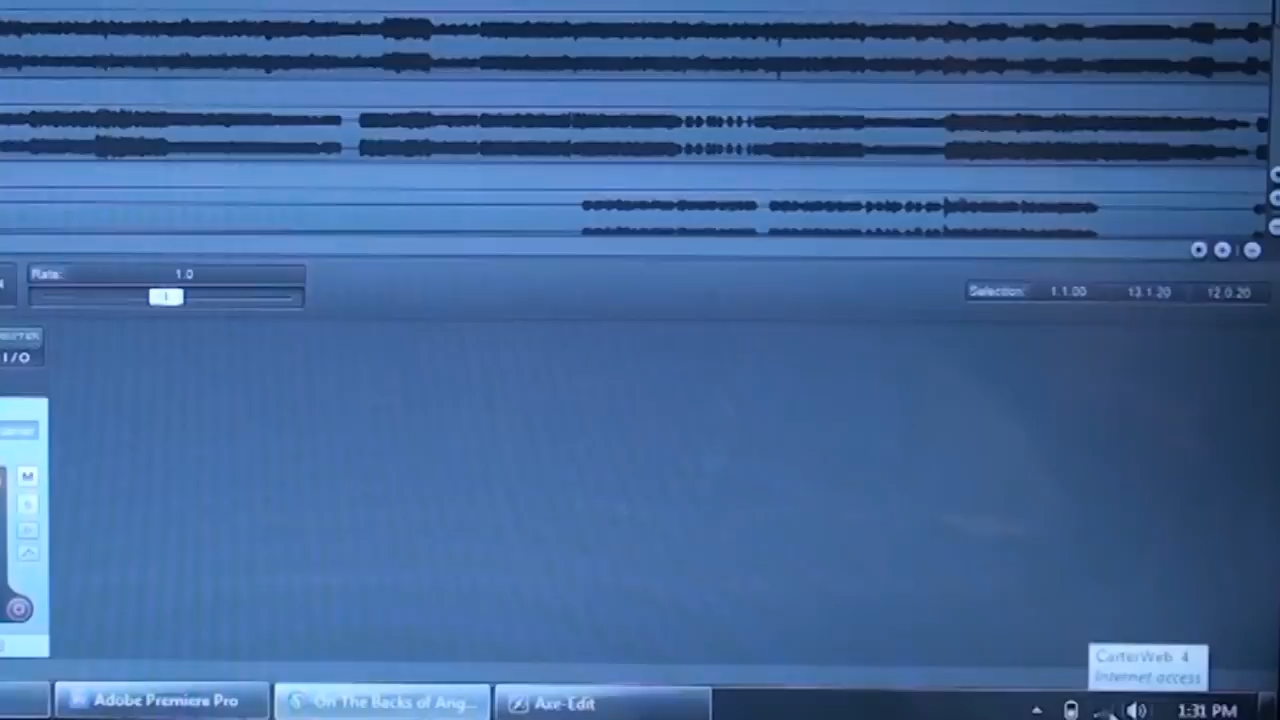 Rate: 1.0
Selection 1.1.00 13.1.20 12.0.20
I/O
CarterWeb 4
Internet access
Adobe Premiere Pro
On The Backs of Ang...
Axe-Edit
1:31 PM